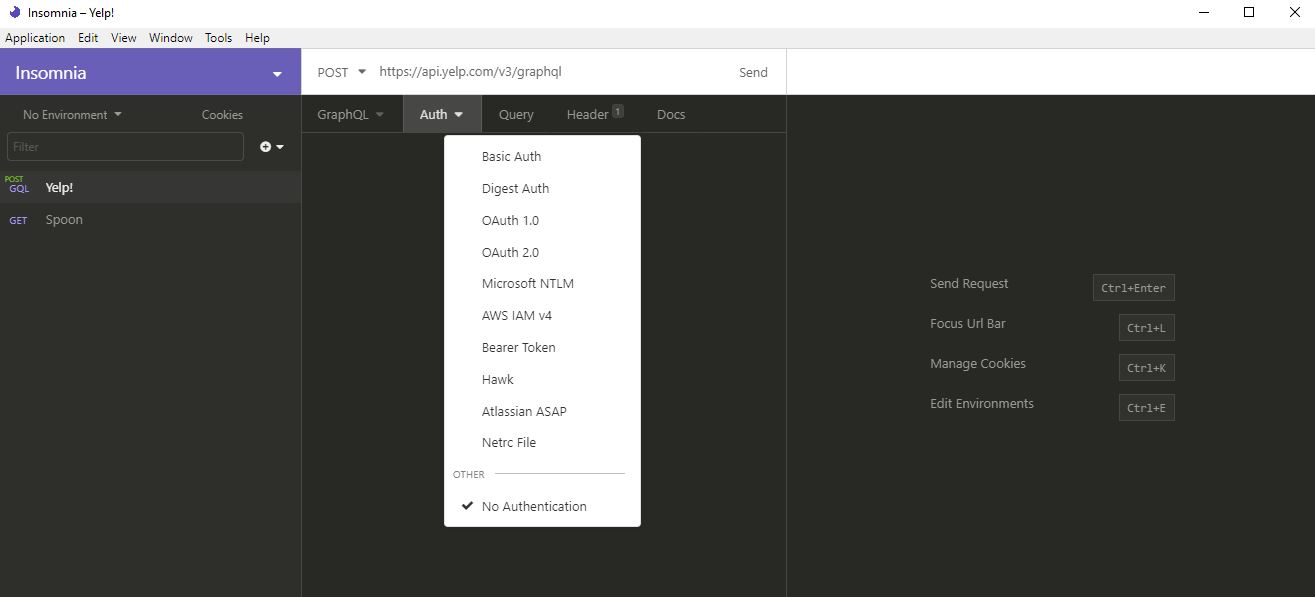 Insomnia – Yelp!
Application Edit View Window Tools Help
Insomnia
POST https://api.yelp.com/v3/graphql Send
No Environment Cookies
GraphQL Auth Query Header 1 Docs
Filter
POST
GQL Yelp!
GET Spoon
Basic Auth
Digest Auth
OAuth 1.0
OAuth 2.0
Microsoft NTLM
AWS IAM v4
Bearer Token
Hawk
Atlassian ASAP
Netrc File
OTHER
No Authentication
Send Request Ctrl+Enter
Focus Url Bar Ctrl+L
Manage Cookies Ctrl+K
Edit Environments Ctrl+E